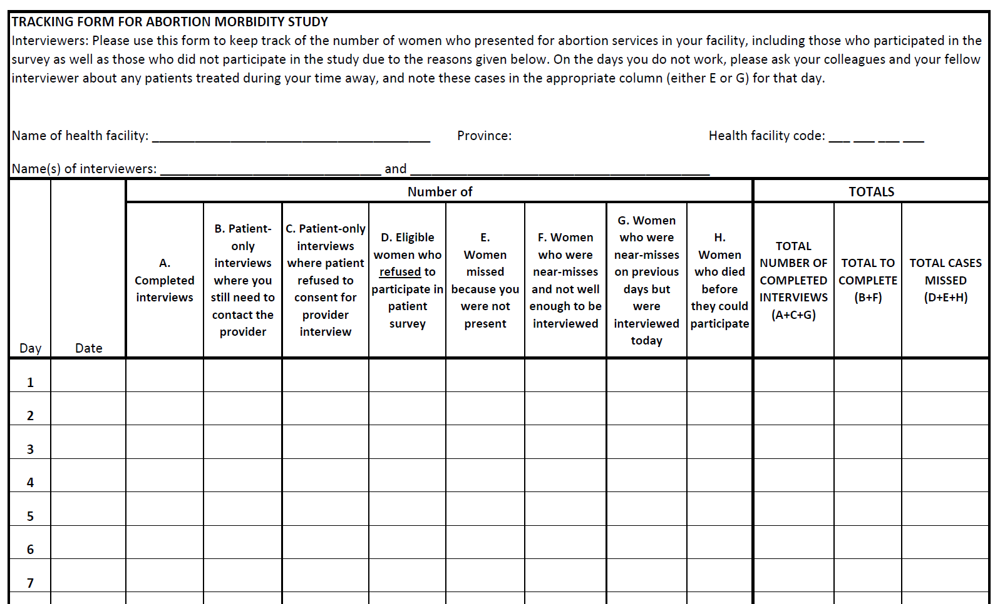 TRACKING FORM FOR ABORTION MORBIDITY STUDY
Interviewers: Please use this form to keep track of the number of women who presented for abortion services in your facility, including those who participated in the
survey as well as those who did not participate in the study due to the reasons given below. On the days you do not work, please ask your colleagues and your fellow
interviewer about any patients treated during your time away, and note these cases in the appropriate column (either E or G) for that day.
Name of health facility: _______________________________________ Province: Health facility code: ___ ___ ___ ___
Name(s) of interviewers: _______________________________ and __________________________________________
Number of
TOTALS
Day
Date
A.
Completed
interviews
B. Patient-
only
interviews
where you
still need to
contact the
provider
C. Patient-only
interviews
where patient
refused to
consent for
provider
interview
D. Eligible
women who
refused to
participate in
patient
survey
E.
Women
missed
because you
were not
present
F. Women
who were
near-misses
and not well
enough to be
interviewed
G. Women
who were
near-misses
on previous
days but
were
interviewed
today
H.
Women
who died
before
they could
participate
TOTAL
NUMBER OF
COMPLETED
INTERVIEWS
(A+C+G)
TOTAL TO
COMPLETE
(B+F)
TOTAL CASES
MISSED
(D+E+H)
1
2
3
4
5
6
7